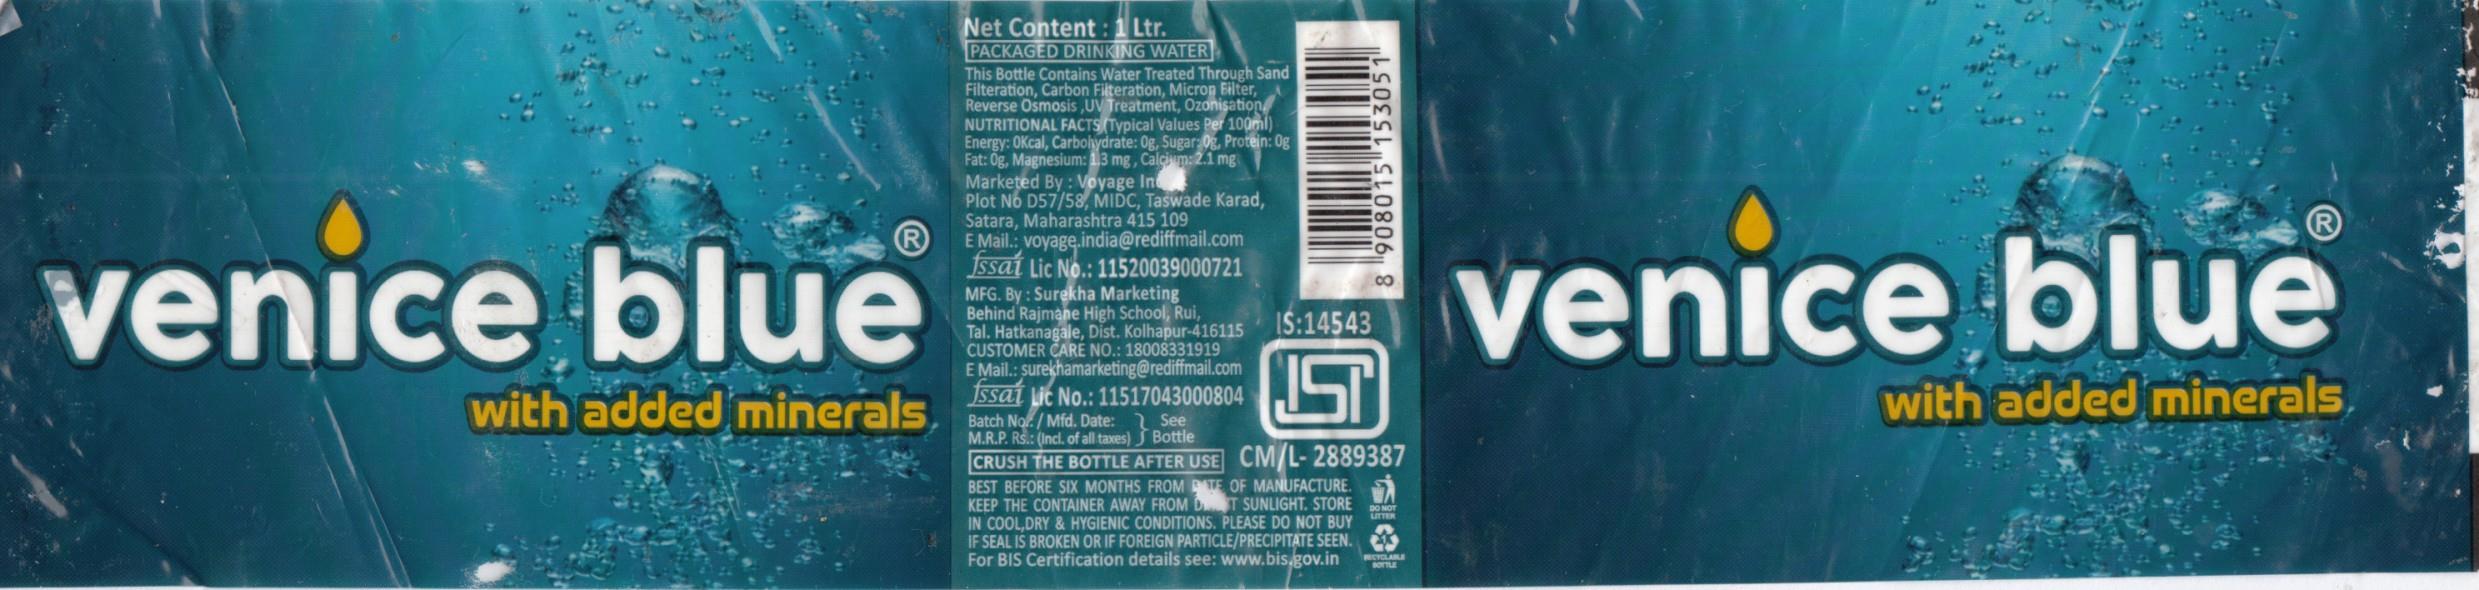 venice blue®
with added minerals
Net Content : 1 Ltr.
PACKAGED DRINKING WATER
This Bottle Contains Water Treated Through Sand
Filteration, Carbon Filteration, Micron Filter,
Reverse Osmosis ,UV Treatment, Ozonisation,
NUTRITIONAL FACTS (Typical Values Per 100ml)
Energy: 0Kcal, Carbohydrate: 0g, Sugar: 0g, Protein: 0g
Fat: 0g, Magnesium: 1.3 mg , Calcium: 2.1 mg
Marketed By : Voyage
Plot No D57/58, MIDC, Taswade Karad,
Satara, Maharashtra 415 109
E Mail.: voyage.india@rediffmail.com
fssai Lic No.: 11520039000721
MFG. By : Surekha Marketing
Behind Rajmane High School, Rui,
Tal. Hatkanagale, Dist. Kolhapur-416115
CUSTOMER CARE NO.: 18008331919
E Mail.: surekhamarketing@rediffmail.com
fssai Lic No.: 11517043000804
Batch No.: / Mfd. Date: } See
M.R.P. Rs.: (Incl. of all taxes) } Bottle
CRUSH THE BOTTLE AFTER USE
BEST BEFORE SIX MONTHS FROM DATE OF MANUFACTURE.
KEEP THE CONTAINER AWAY FROM SUNLIGHT. STORE
IN COOL,DRY & HYGIENIC CONDITIONS. PLEASE DO NOT BUY
IF SEAL IS BROKEN OR IF FOREIGN PARTICLE/PRECIPITATE SEEN.
For BIS Certification details see: www.bis.gov.in
8 908015 153051
IS:14543
ISI
CM/L- 2889387
DO NOT
LITTER
1
RECYCLABLE
BOTTLE
venice blue®
with added minerals